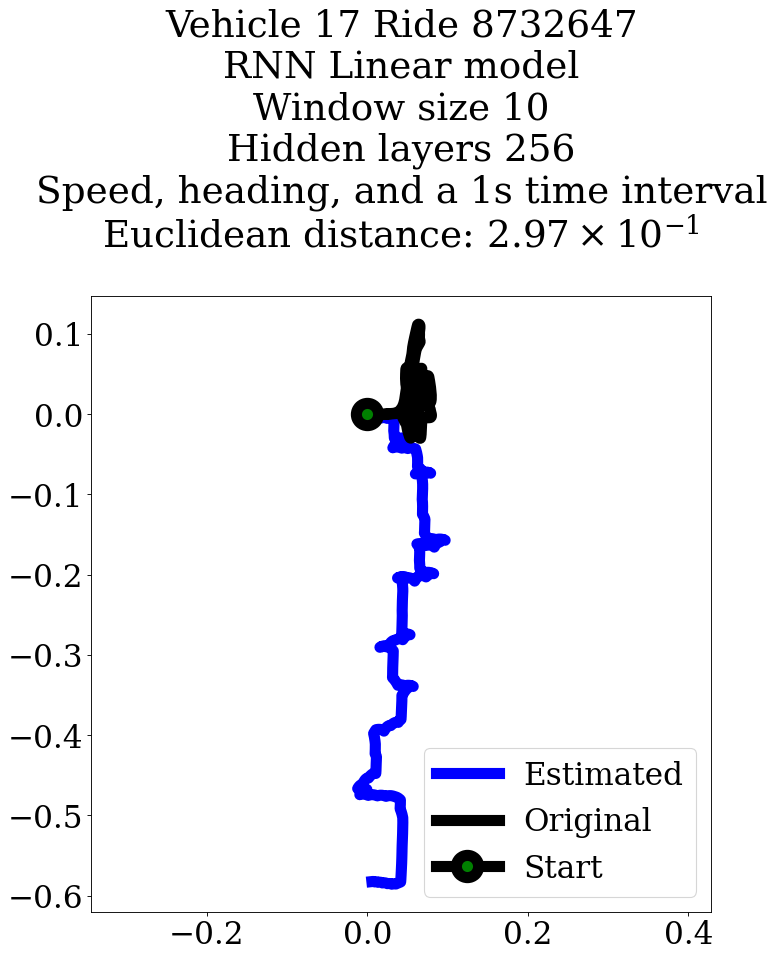 Vehicle 17 Ride 8732647
RNN Linear model
Window size 10
Hidden layers 256
Speed, heading, and a 1s time interval
Euclidean distance: 2.97 × 10⁻¹
0.1
0.0
−0.1
−0.2
−0.3
−0.4
−0.5
−0.6
Estimated
Original
Start
−0.2
0.0
0.2
0.4